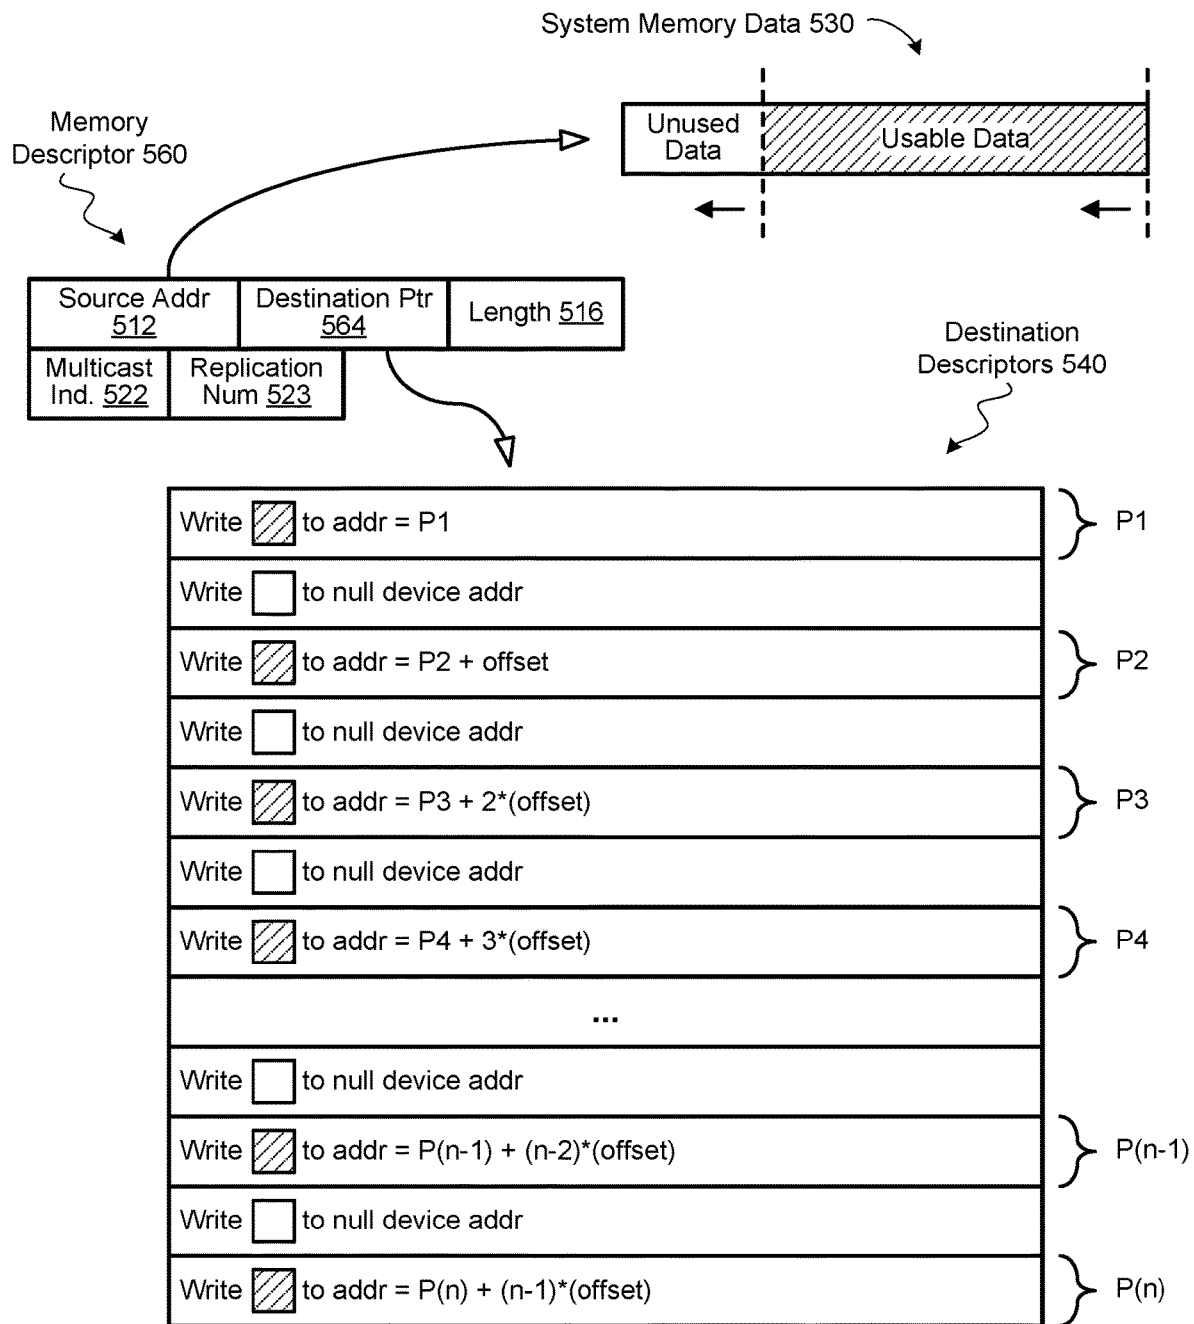 System Memory Data 530
Unused
Data
Usable Data
Memory
Descriptor 560
Source Addr
512
Destination Ptr
564
Length 516
Multicast
Ind. 522
Replication
Num 523
Destination
Descriptors 540
Write to addr = P1
P1
Write to null device addr
Write to addr = P2 + offset
P2
Write to null device addr
Write to addr = P3 + 2*(offset)
P3
Write to null device addr
Write to addr = P4 + 3*(offset)
P4
...
Write to null device addr
Write to addr = P(n-1) + (n-2)*(offset)
P(n-1)
Write to null device addr
Write to addr = P(n) + (n-1)*(offset)
P(n)